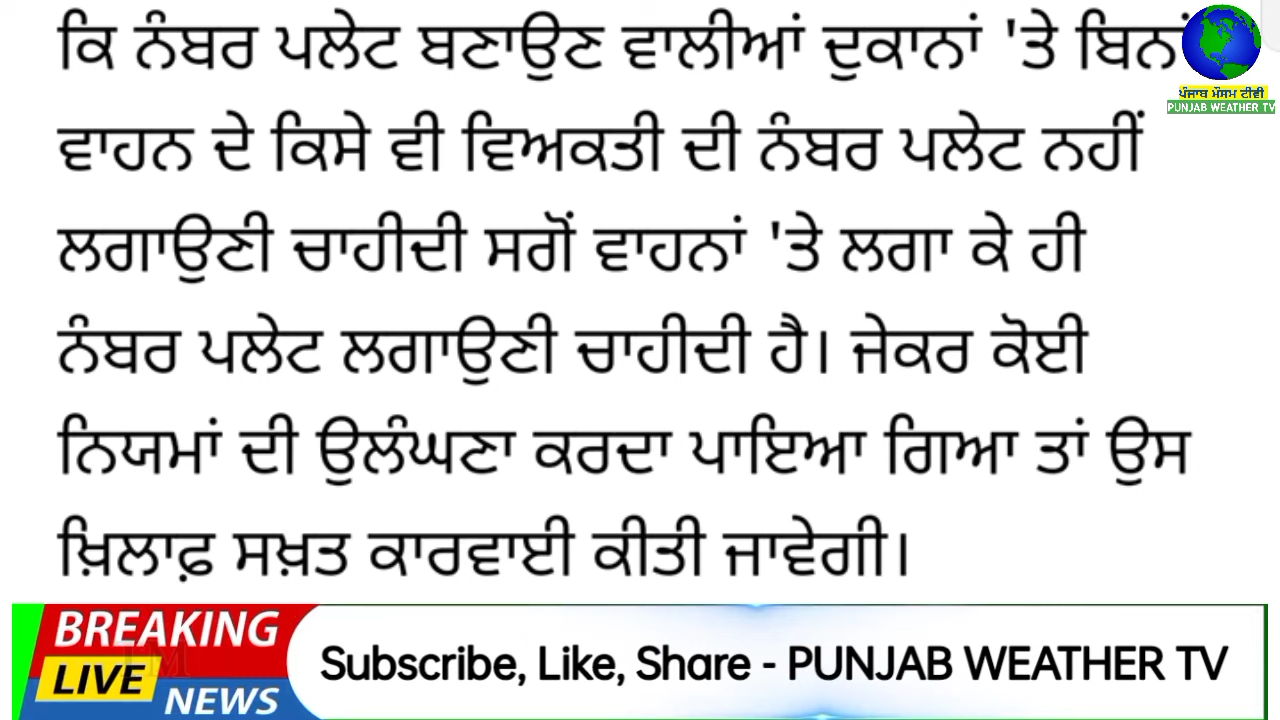 ਕਿ ਨੰਬਰ ਪਲੇਟ ਬਣਾਉਣ ਵਾਲੀਆਂ ਦੁਕਾਨਾਂ 'ਤੇ ਬਿਨਾਂ
ਪੰਜਾਬ ਮੌਸਮ ਟੀਵੀ
PUNJAB WEATHER TV
ਵਾਹਨ ਦੇ ਕਿਸੇ ਵੀ ਵਿਅਕਤੀ ਦੀ ਨੰਬਰ ਪਲੇਟ ਨਹੀਂ
ਲਗਾਉਣੀ ਚਾਹੀਦੀ ਸਗੋਂ ਵਾਹਨਾਂ 'ਤੇ ਲਗਾ ਕੇ ਹੀ
ਨੰਬਰ ਪਲੇਟ ਲਗਾਉਣੀ ਚਾਹੀਦੀ ਹੈ। ਜੇਕਰ ਕੋਈ
ਨਿਯਮਾਂ ਦੀ ਉਲੰਘਣਾ ਕਰਦਾ ਪਾਇਆ ਗਿਆ ਤਾਂ ਉਸ
ਖ਼ਿਲਾਫ਼ ਸਖ਼ਤ ਕਾਰਵਾਈ ਕੀਤੀ ਜਾਵੇਗੀ।
BREAKING
LIVE
NEWS
Subscribe, Like, Share - PUNJAB WEATHER TV